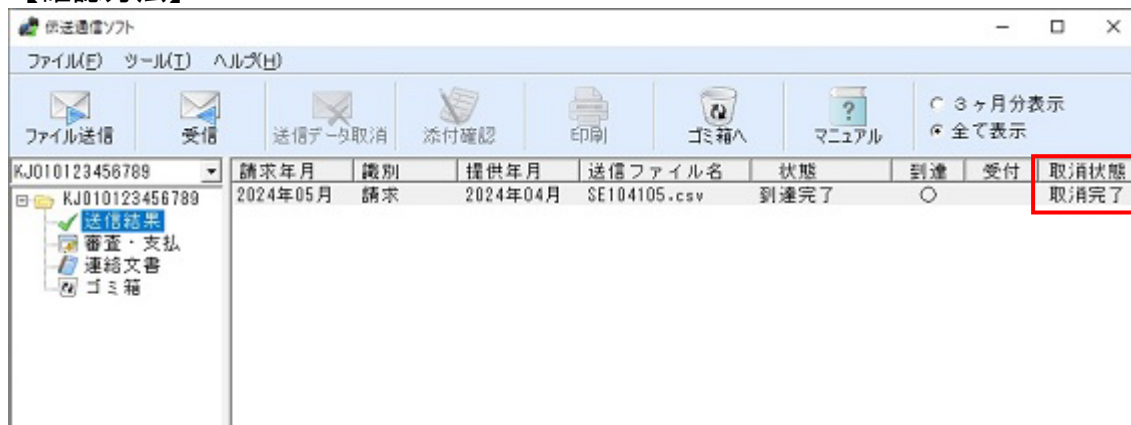 伝送通信ソフト
ファイル(F) ツール(T) ヘルプ(H)
ファイル送信 受信 送信データ取消 添付確認 印刷 ゴミ箱へ マニュアル
3ヶ月分表示
全て表示
KJ010123456789
請求年月 識別 提供年月 送信ファイル名 状態 到達 受付 取消状態
2024年05月 請求 2024年04月 SE104105.csv 到達完了 ○ 取消完了
KJ010123456789
送信結果
審査・支払
連絡文書
ゴミ箱